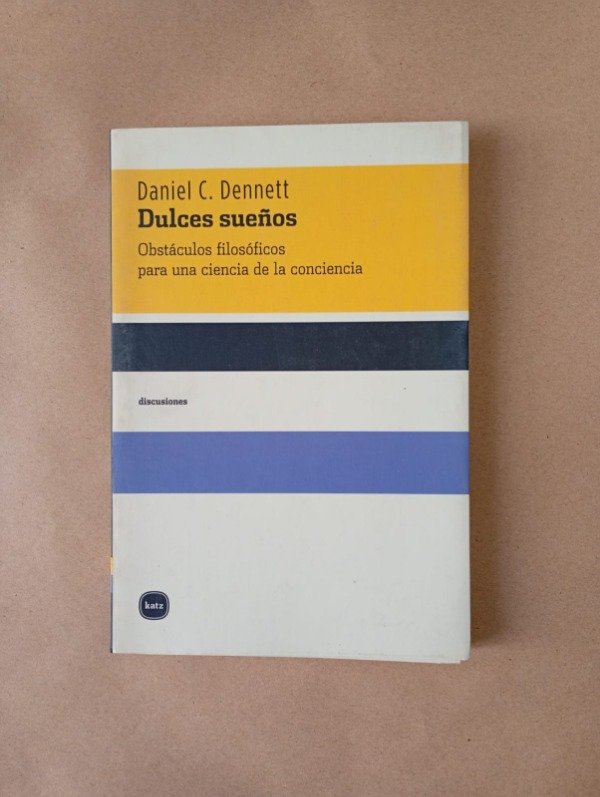 Daniel C. Dennett
Dulces sueños
Obstáculos filosóficos
para una ciencia de la conciencia
discusiones
katz